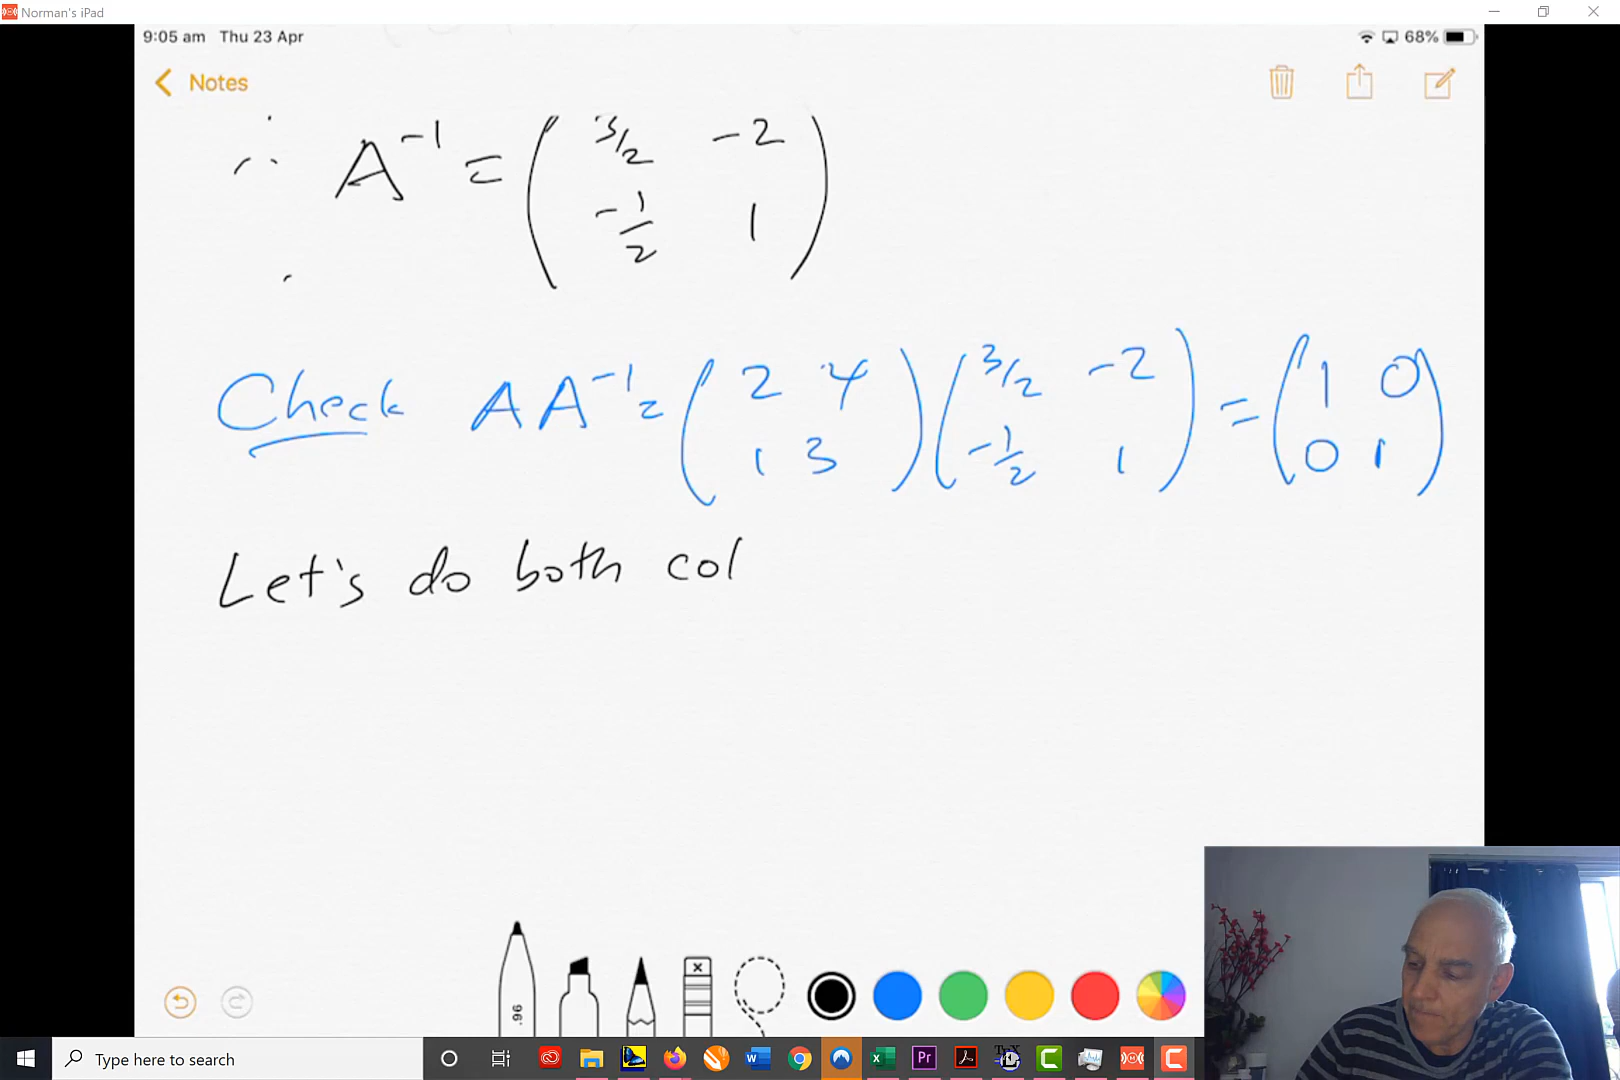 Norman's iPad
9:05 am Thu 23 Apr 68%
Notes
∴ A⁻¹ = ( 3/2 -2
-1/2 1 )
Check AA⁻¹ = ( 2 4 ) ( 3/2 -2 ) = ( 1 0 )
( 1 3 ) ( -1/2 1 ) ( 0 1 )
Let's do both col
.96
Type here to search